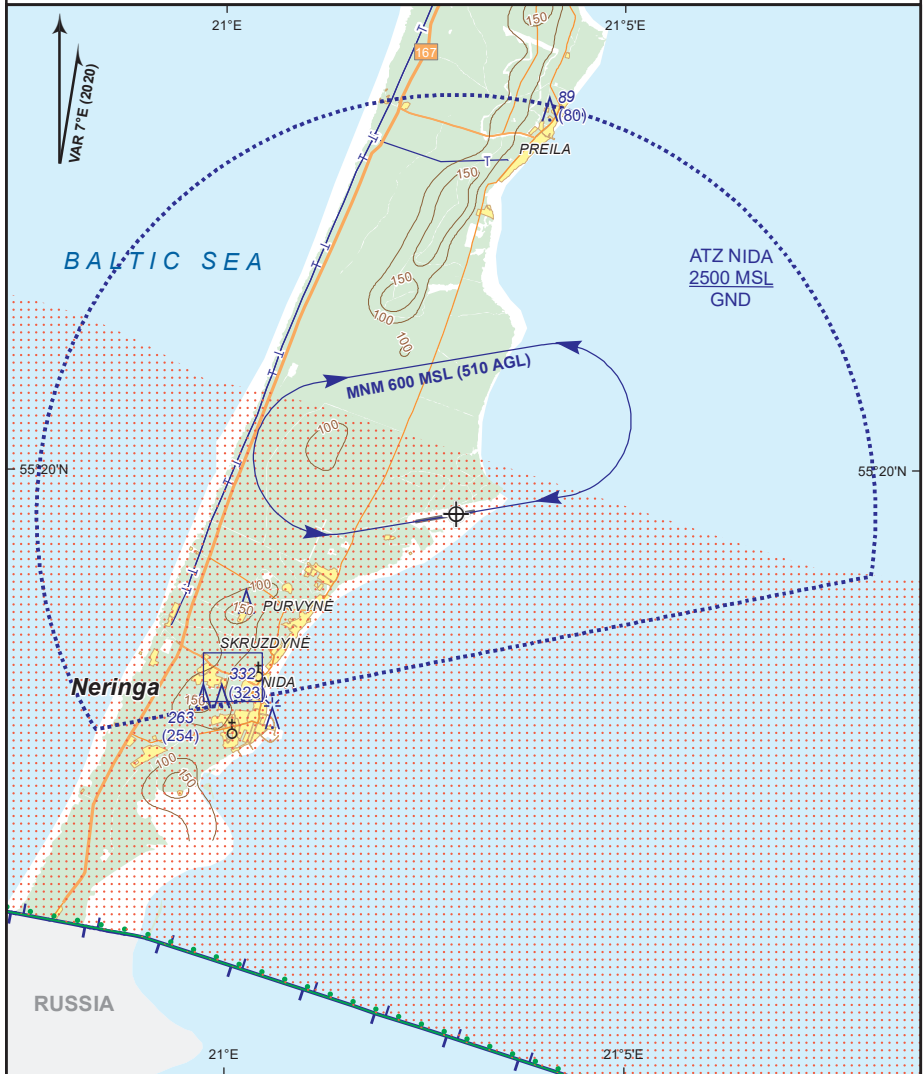 21°E
21°5'E
150
167
VAR 7°E (2020)
T
89
(80)
T
T
PREILA
T
150
BALTIC SEA
ATZ NIDA
2500 MSL
GND
T
T
150
100
100
T
T
MNM 600 MSL (510 AGL)
100
55°20'N
55°20'N
T
T
T
T
100
150
PURVYNĖ
SKRUZDYNĖ
332
(323)
NIDA
Neringa
150
263
(254)
100
150
RUSSIA
21°E
21°5'E